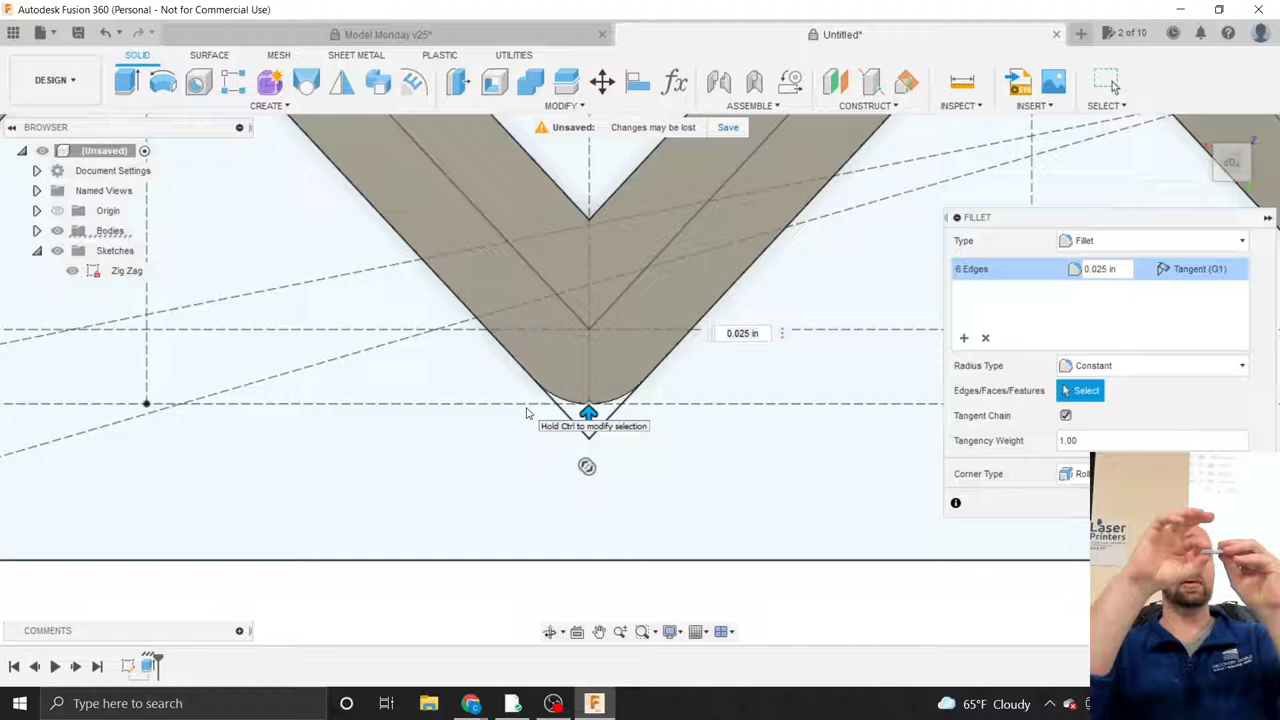 Autodesk Fusion 360 (Personal - Not for Commercial Use)
Model Monday v25*
Untitled*
2 of 10
DESIGN
SOLID
SURFACE
MESH
SHEET METAL
PLASTIC
UTILITIES
CREATE
MODIFY
ASSEMBLE
CONSTRUCT
INSPECT
INSERT
SELECT
BROWSER
Unsaved: Changes may be lost Save
(Unsaved)
Document Settings
Named Views
Origin
Bodies
Sketches
Zig Zag
TOP
Z
FILLET
Type Fillet
6 Edges 0.025 in Tangent (G1)
0.025 in
Radius Type Constant
Edges/Faces/Features Select
Tangent Chain
Hold Ctrl to modify selection
Tangency Weight 1.00
Corner Type Roll
Laser
Printers
COMMENTS
Type here to search
65°F Cloudy